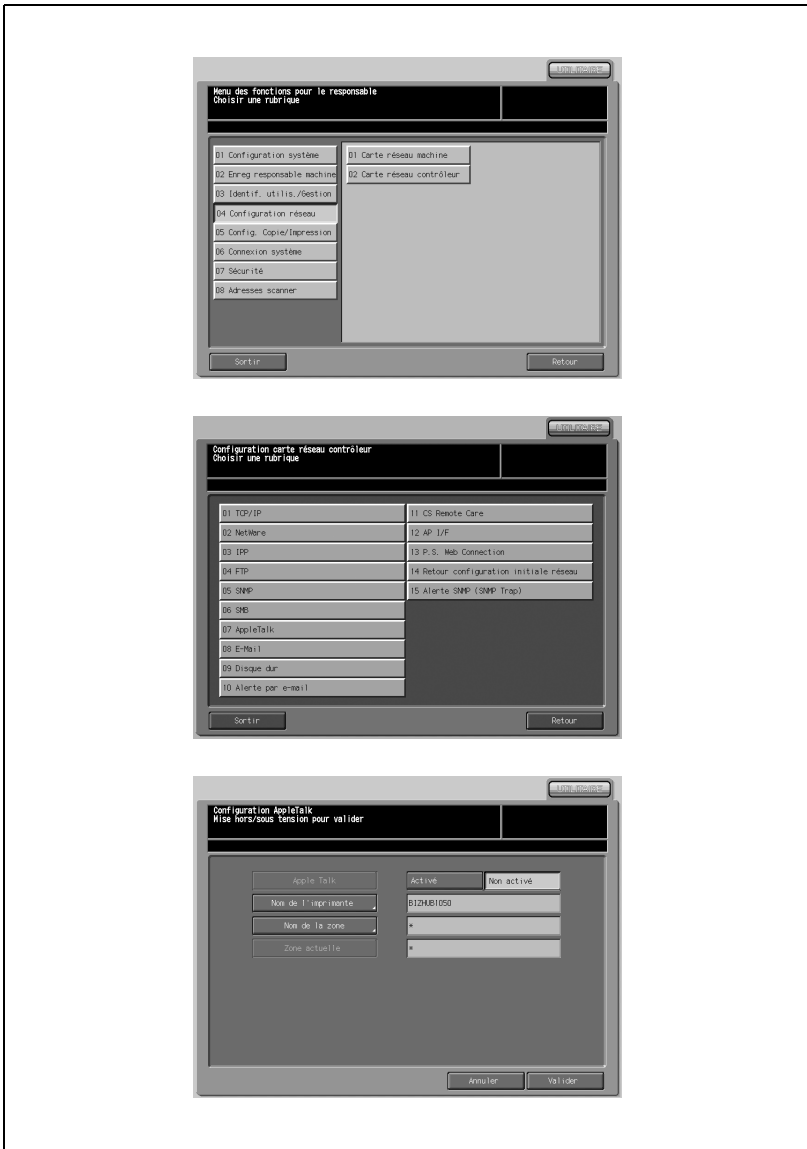 UTILITAIRE
Menu des fonctions pour le responsable
Choisir une rubrique
01 Configuration système
01 Carte réseau machine
02 Enreg responsable machine
02 Carte réseau contrôleur
03 Identif. utilis./Gestion
04 Configuration réseau
05 Config. Copie/Impression
06 Connexion système
07 Sécurité
08 Adresses scanner
Sortir
Retour
UTILITAIRE
Configuration carte réseau contrôleur
Choisir une rubrique
01 TCP/IP
11 CS Remote Care
02 NetWare
12 AP I/F
03 IPP
13 P.S. Web Connection
04 FTP
14 Retour configuration initiale réseau
05 SNMP
15 Alerte SNMP (SNMP Trap)
06 SMB
07 AppleTalk
08 E-Mail
09 Disque dur
10 Alerte par e-mail
Sortir
Retour
UTILITAIRE
Configuration AppleTalk
Mise hors/sous tension pour valider
Apple Talk
Activé
Non activé
Nom de l'imprimante
BIZHUB1050
Nom de la zone
*
Zone actuelle
*
Annuler
Valider